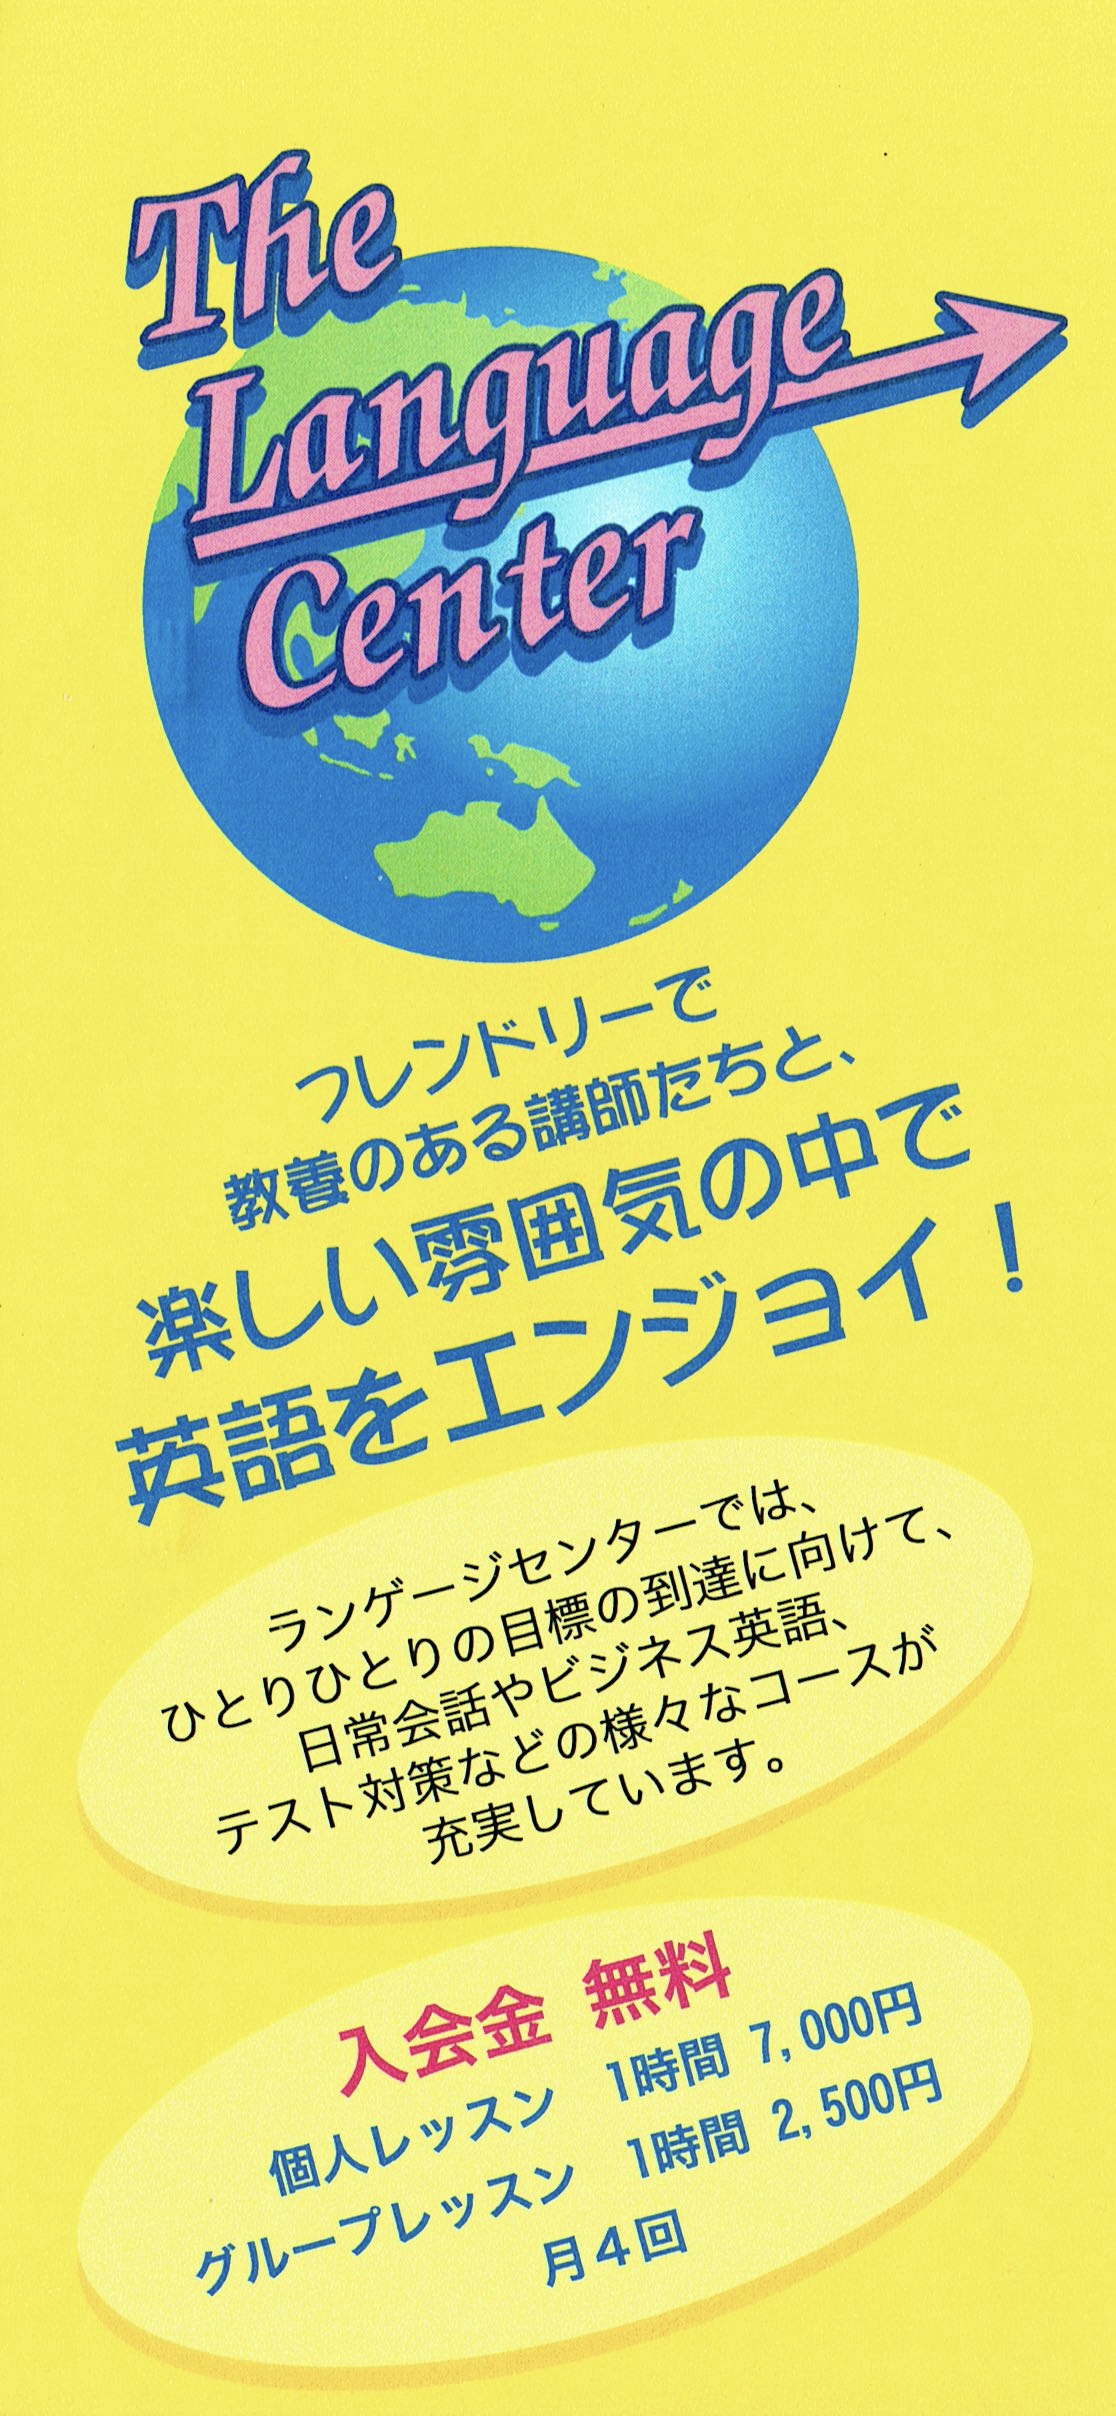 The
Language
Center
フレンドリーで
教養のある講師たちと、
楽しい雰囲気の中で
英語をエンジョイ！
ランゲージセンターでは、
ひとりひとりの目標の到達に向けて、
日常会話やビジネス英語、
テスト対策などの様々なコースが
充実しています。
入会金 無料
個人レッスン 1時間 7,000円
グループレッスン 1時間 2,500円
月4回